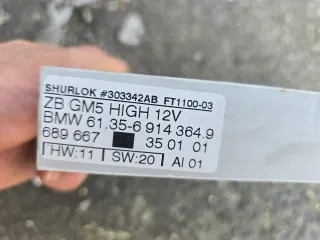 SHURLOK #303342AB FT1100-03
ZB GM5 HIGH 12V
BMW 61.35-6 914 364.9
689 667 35 01 01
HW:11 SW:20 AI 01